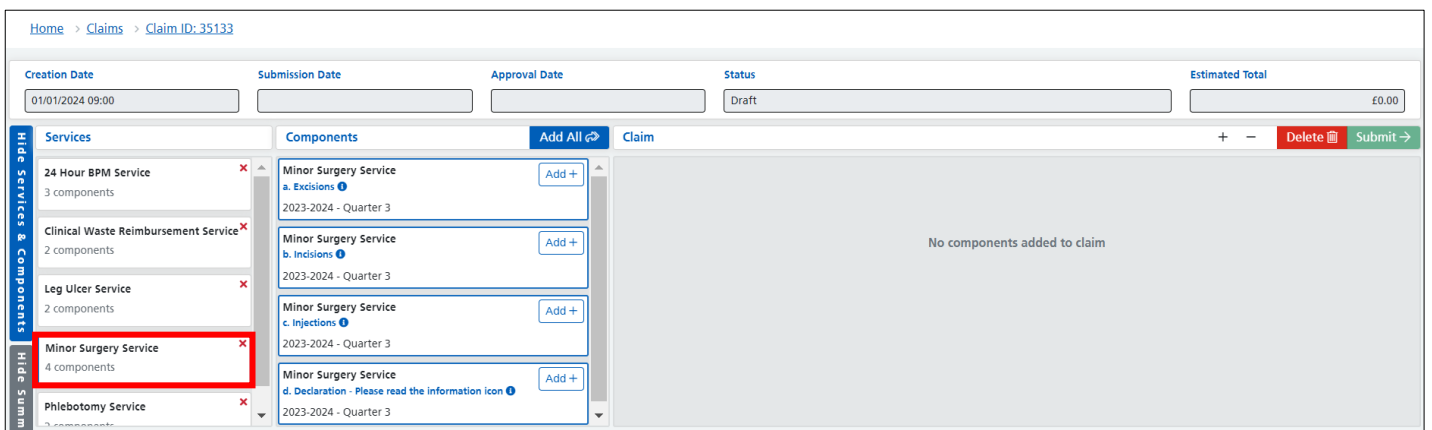 Home > Claims > Claim ID: 35133
Creation Date
Submission Date
Approval Date
Status
Estimated Total
01/01/2024 09:00
Draft
£0.00
Hide Services & Components
Hide Summ
Services
24 Hour BPM Service
3 components
Clinical Waste Reimbursement Service
2 components
Leg Ulcer Service
2 components
Minor Surgery Service
4 components
Phlebotomy Service
components
Components
Add All
Minor Surgery Service
Add +
a. Excisions
2023-2024 - Quarter 3
Minor Surgery Service
Add +
b. Incisions
2023-2024 - Quarter 3
Minor Surgery Service
Add +
c. Injections
2023-2024 - Quarter 3
Minor Surgery Service
Add +
d. Declaration - Please read the information icon
2023-2024 - Quarter 3
Claim
+ −
Delete
Submit →
No components added to claim